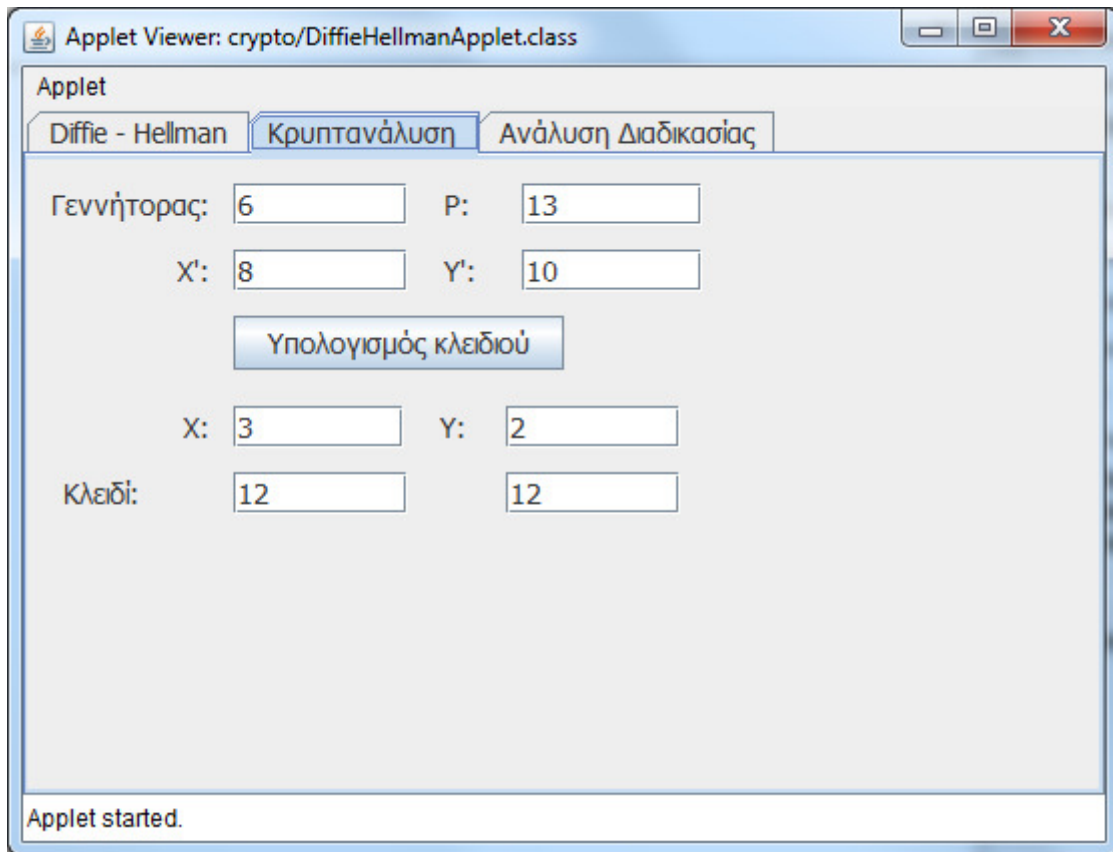 Applet Viewer: crypto/DiffieHellmanApplet.class
Applet
Diffie - Hellman Κρυπτανάλυση Ανάλυση Διαδικασίας
Γεννήτορας: 6 P: 13
X': 8 Y': 10
Υπολογισμός κλειδιού
X: 3 Y: 2
Κλειδί: 12 12
Applet started.